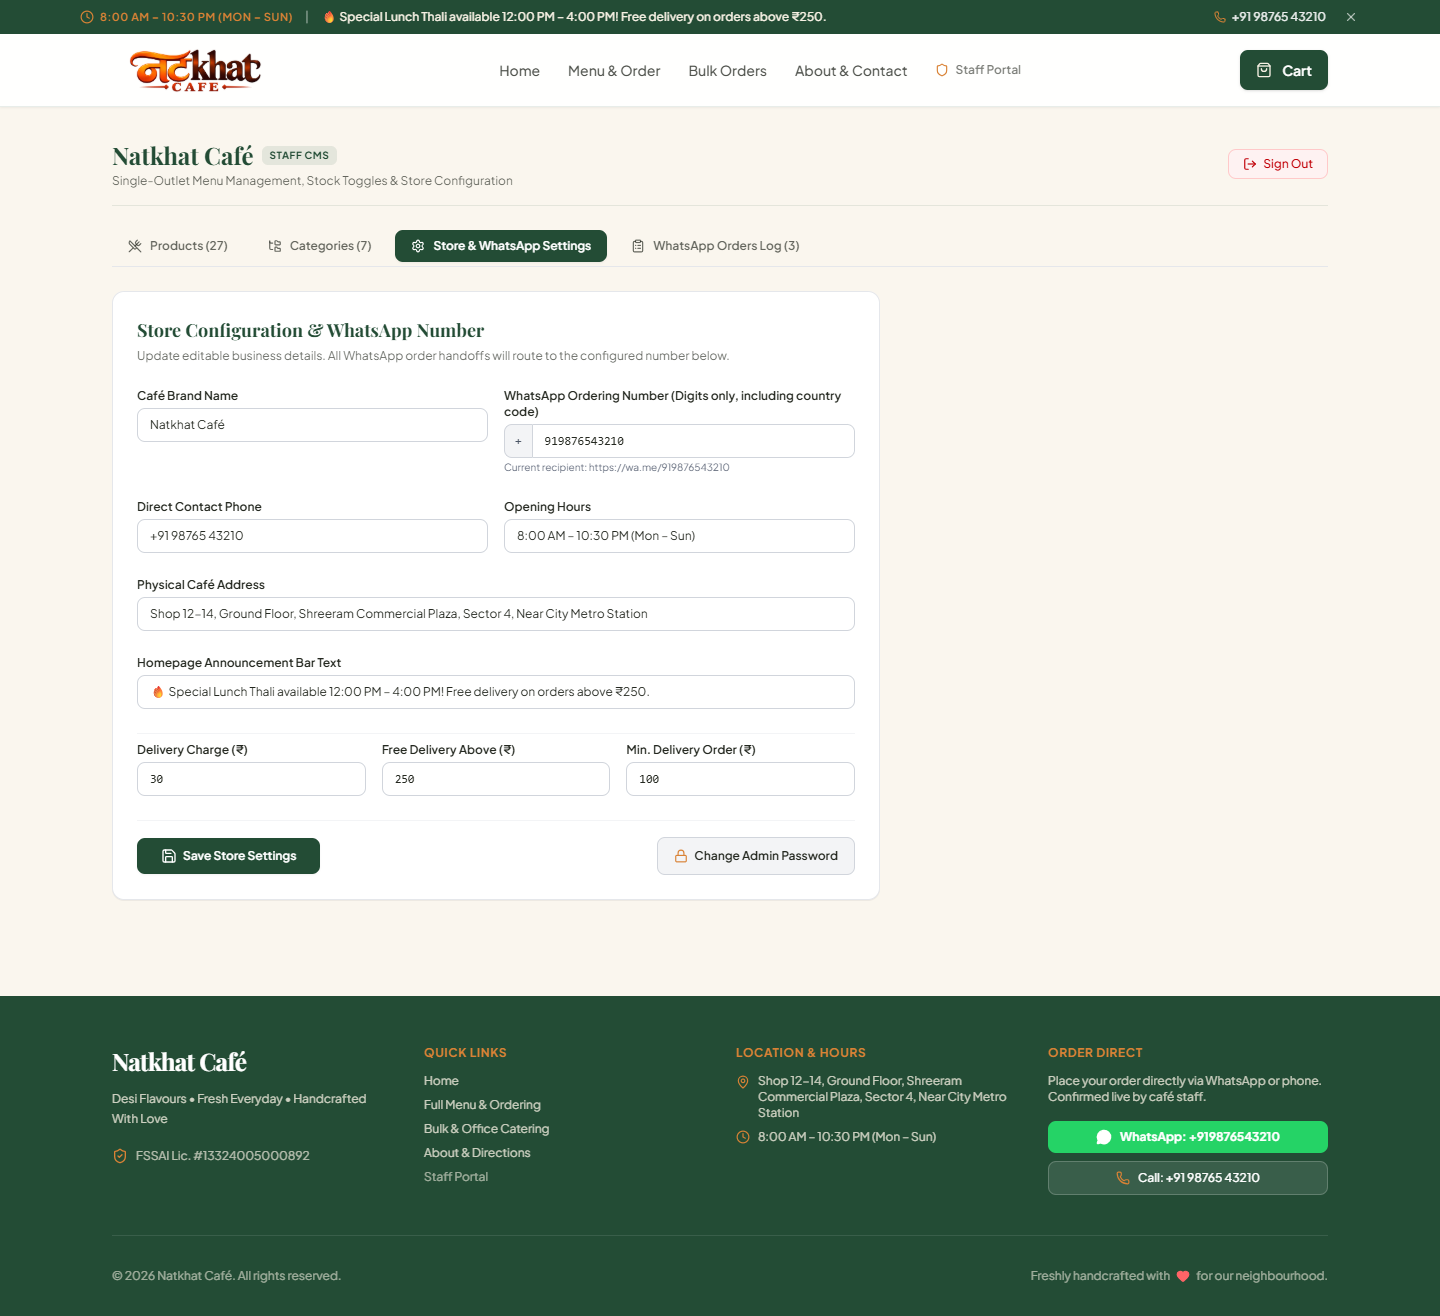 8:00 AM – 10:30 PM (MON – SUN) | 🔥 Special Lunch Thali available 12:00 PM – 4:00 PM! Free delivery on orders above ₹250. +91 98765 43210
नटkhat
CAFE
Home Menu & Order Bulk Orders About & Contact Staff Portal Cart
Natkhat Café STAFF CMS
Single-Outlet Menu Management, Stock Toggles & Store Configuration
Sign Out
Products (27) Categories (7) Store & WhatsApp Settings WhatsApp Orders Log (3)
Store Configuration & WhatsApp Number
Update editable business details. All WhatsApp order handoffs will route to the configured number below.
Café Brand Name
Natkhat Café
WhatsApp Ordering Number (Digits only, including country
code)
+ 919876543210
Current recipient: https://wa.me/919876543210
Direct Contact Phone
+91 98765 43210
Opening Hours
8:00 AM – 10:30 PM (Mon – Sun)
Physical Café Address
Shop 12-14, Ground Floor, Shreeram Commercial Plaza, Sector 4, Near City Metro Station
Homepage Announcement Bar Text
🔥 Special Lunch Thali available 12:00 PM – 4:00 PM! Free delivery on orders above ₹250.
Delivery Charge (₹)
30
Free Delivery Above (₹)
250
Min. Delivery Order (₹)
100
Save Store Settings
Change Admin Password
Natkhat Café
Desi Flavours • Fresh Everyday • Handcrafted
With Love
FSSAI Lic. #13324005000892
QUICK LINKS
Home
Full Menu & Ordering
Bulk & Office Catering
About & Directions
Staff Portal
LOCATION & HOURS
Shop 12-14, Ground Floor, Shreeram
Commercial Plaza, Sector 4, Near City Metro
Station
8:00 AM – 10:30 PM (Mon – Sun)
ORDER DIRECT
Place your order directly via WhatsApp or phone.
Confirmed live by café staff.
WhatsApp: +919876543210
Call: +91 98765 43210
© 2026 Natkhat Café. All rights reserved.
Freshly handcrafted with ❤ for our neighbourhood.